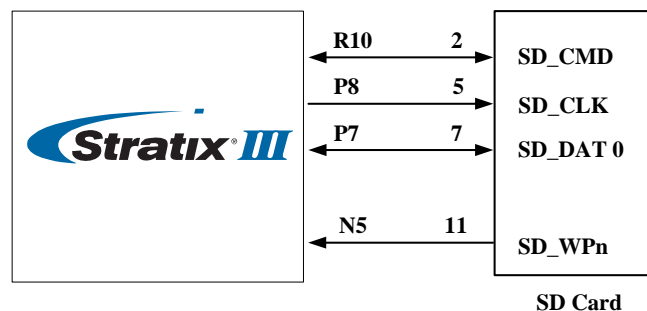 R10 2 SD_CMD
P8 5 SD_CLK
Stratix® III
P7 7 SD_DAT 0
N5 11 SD_WPn
SD Card